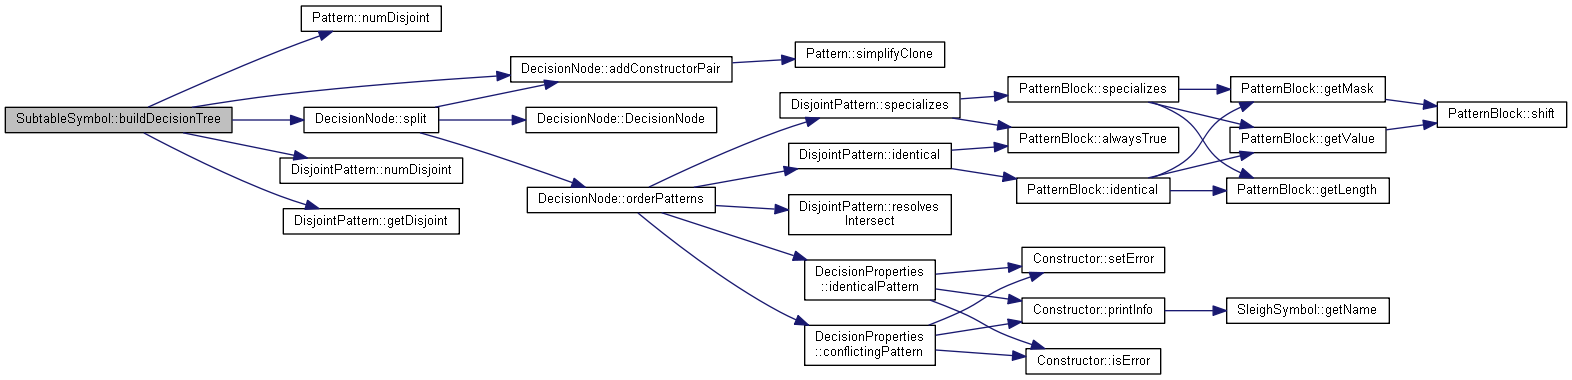 Pattern::numDisjoint
Pattern::simplifyClone
DecisionNode::addConstructorPair
PatternBlock::specializes
PatternBlock::getMask
DisjointPattern::specializes
SubtableSymbol::buildDecisionTree
DecisionNode::split
DecisionNode::DecisionNode
PatternBlock::shift
PatternBlock::alwaysTrue
PatternBlock::getValue
DisjointPattern::identical
DisjointPattern::numDisjoint
PatternBlock::identical
PatternBlock::getLength
DecisionNode::orderPatterns
DisjointPattern::resolves
Intersect
DisjointPattern::getDisjoint
Constructor::setError
DecisionProperties
::identicalPattern
Constructor::printInfo
SleighSymbol::getName
DecisionProperties
::conflictingPattern
Constructor::isError